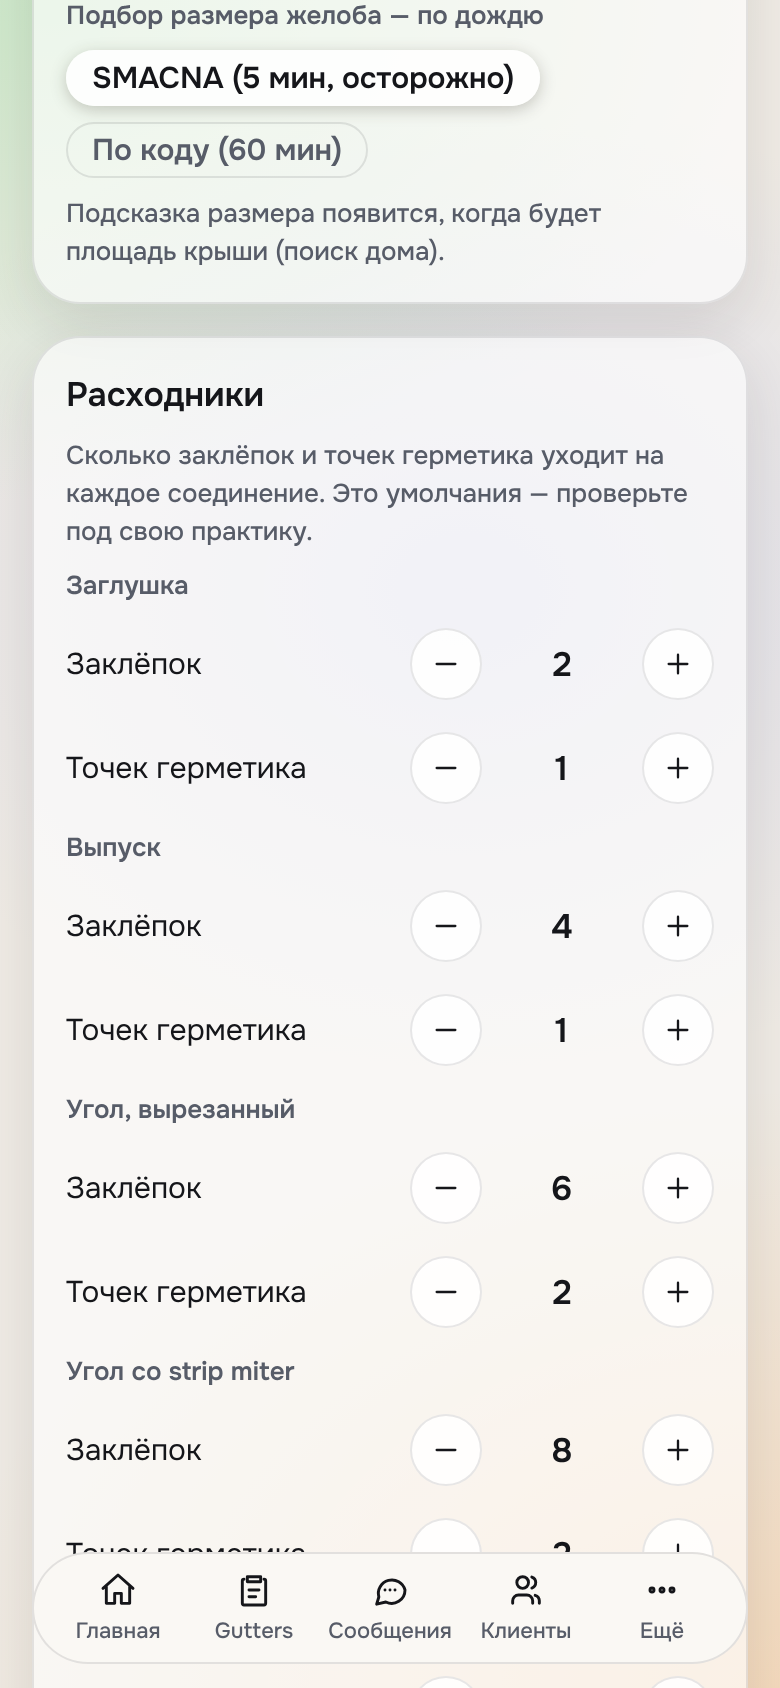 Подбор размера желоба — по дождю
SMACNA (5 мин, осторожно)
По коду (60 мин)
Подсказка размера появится, когда будет
площадь крыши (поиск дома).
Расходники
Сколько заклёпок и точек герметика уходит на
каждое соединение. Это умолчания — проверьте
под свою практику.
Заглушка
Заклёпок − 2 +
Точек герметика − 1 +
Выпуск
Заклёпок − 4 +
Точек герметика − 1 +
Угол, вырезанный
Заклёпок − 6 +
Точек герметика − 2 +
Угол со strip miter
Заклёпок − 8 +
Точек герметика
Главная Gutters Сообщения Клиенты Ещё